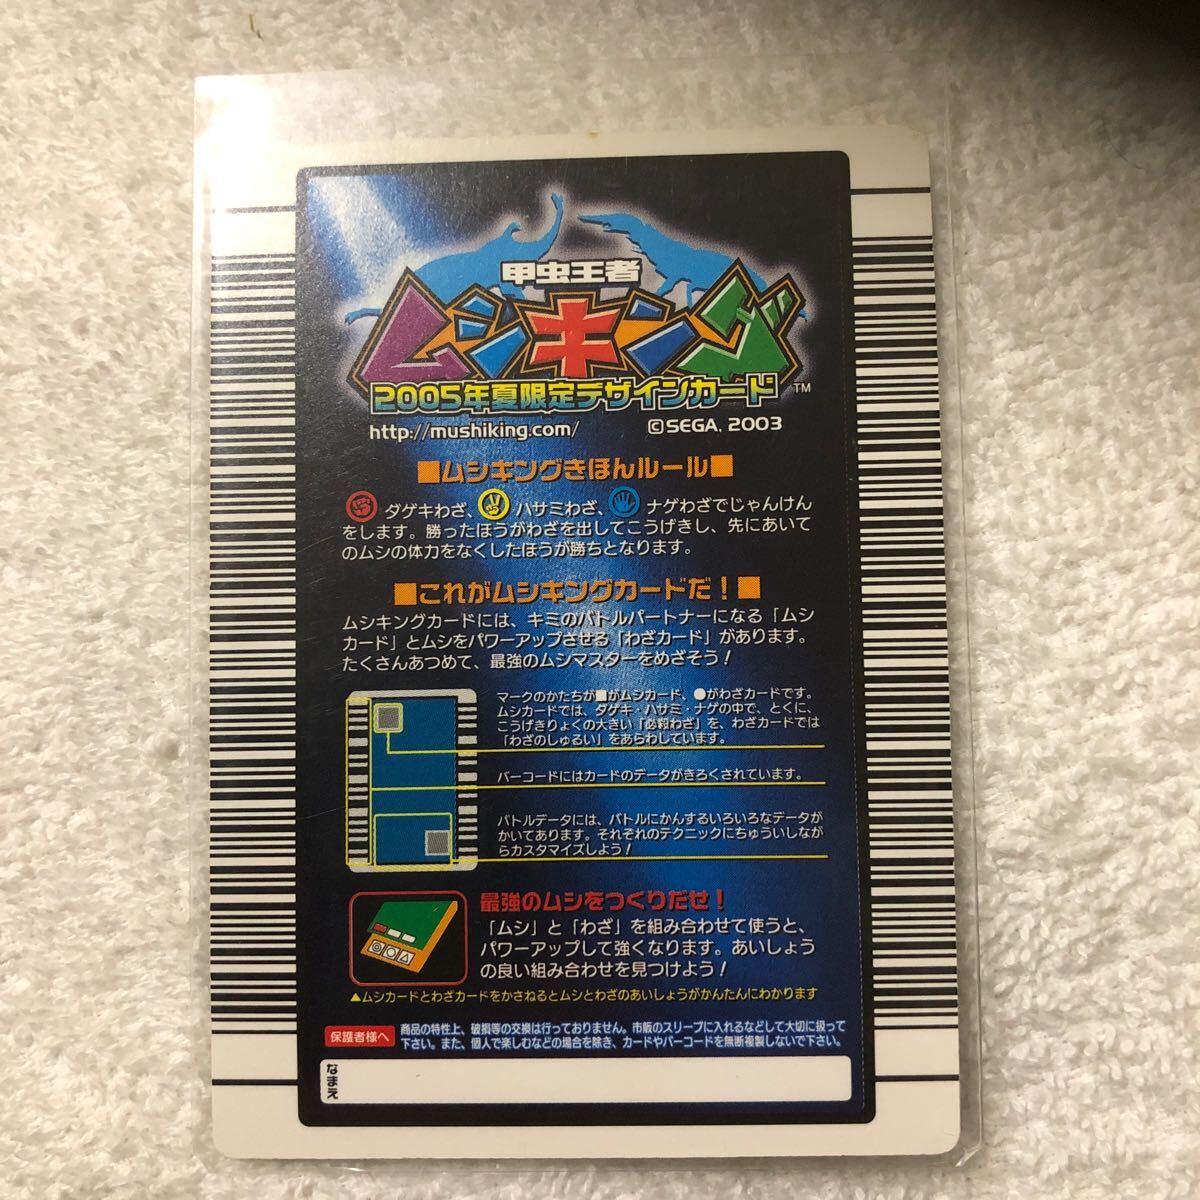 甲虫王者
ムシキング
TM
2005年夏限定デザインカード
http://mushiking.com/ ©SEGA, 2003
■ムシキングきほんルール■
ダゲキわざ、ハサミわざ、ナゲわざでじゃんけん
をします。勝ったほうがわざを出してこうげきし、先にあいて
のムシの体力をなくしたほうが勝ちとなります。
■これがムシキングカードだ！■
ムシキングカードには、キミのバトルパートナーになる「ムシ
カード」とムシをパワーアップさせる「わざカード」があります。
たくさんあつめて、最強のムシマスターをめざそう！
マークのかたちが■がムシカード、●がわざカードです。
ムシカードでは、ダゲキ・ハサミ・ナゲの中で、とくに、
こうげきりょくの大きい「必殺わざ」を、わざカードでは
「わざのしゅるい」をあらわしています。
バーコードにはカードのデータがきろくされています。
バトルデータには、バトルにかんするいろいろなデータが
かいてあります。それぞれのテクニックにちゅういしなが
らカスタマイズしよう！
最強のムシをつくりだせ！
「ムシ」と「わざ」を組み合わせて使うと、
パワーアップして強くなります。あいしょう
の良い組み合わせを見つけよう！
▲ムシカードとわざカードをかさねるとムシとわざのあいしょうがかんたんにわかります
保護者様へ 商品の特性上、破損等の交換は行っておりません。市販のスリーブに入れるなどして大切に扱って
下さい。また、個人で楽しむなどの場合を除き、カードやバーコードを無断複製しないで下さい。
なまえ